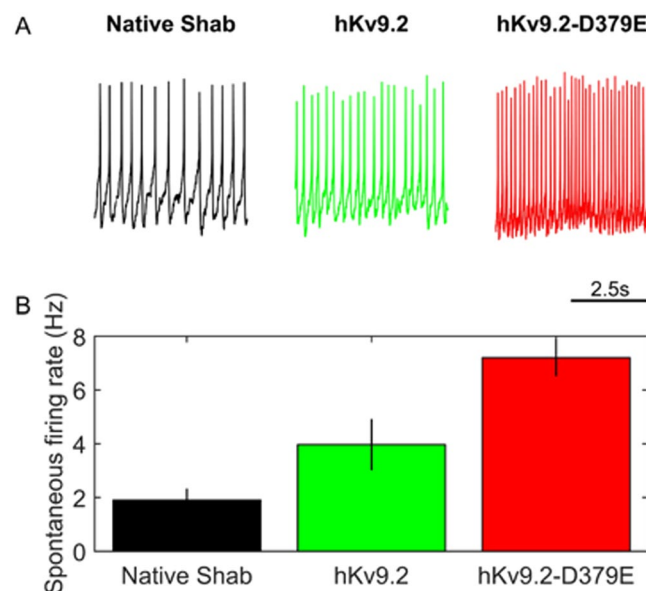 A
Native Shab hKv9.2 hKv9.2-D379E
2.5s
B
Spontaneous firing rate (Hz)
8
6
4
2
0
Native Shab hKv9.2 hKv9.2-D379E